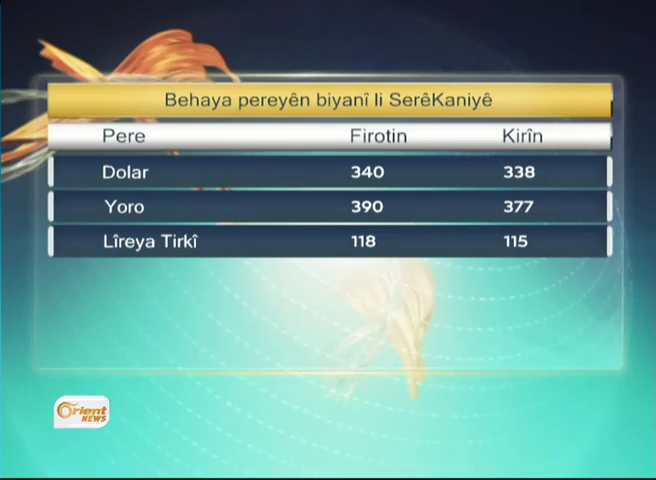 Behaya pereyên biyanî li SerêKaniyê
Pere Firotin Kirîn
Dolar 340 338
Yoro 390 377
Lîreya Tirkî 118 115
Orient
NEWS